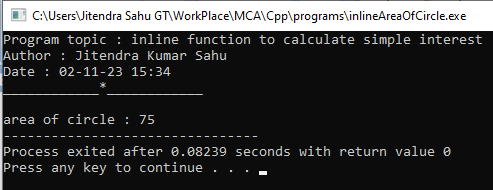 C:\Users\Jitendra Sahu GT\WorkPlace\MCA\Cpp\programs\inlineAreaOfCircle.exe
Program topic : inline function to calculate simple interest
Author : Jitendra Kumar Sahu
Date : 02-11-23 15:34
____________*____________
area of circle : 75
--------------------------------
Process exited after 0.08239 seconds with return value 0
Press any key to continue . . .